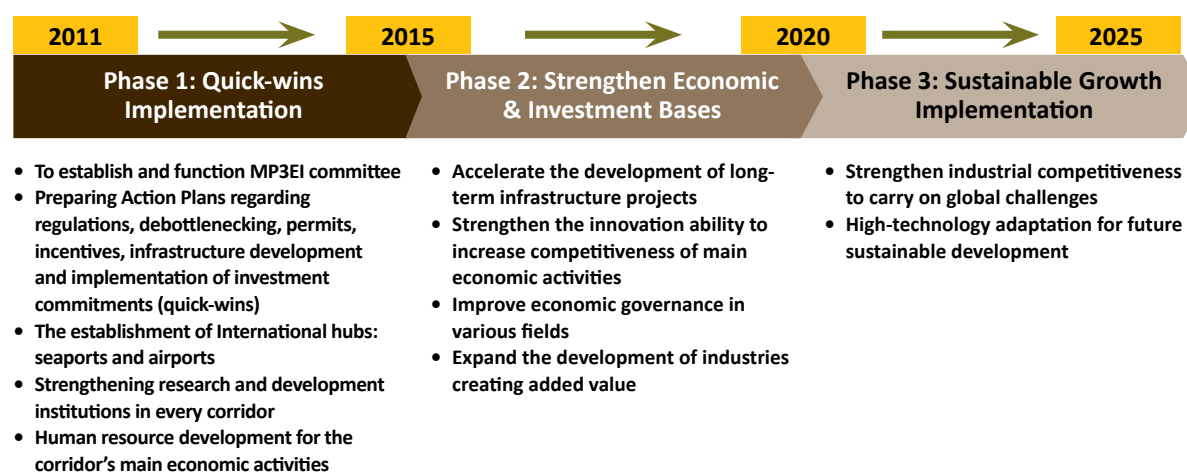 2011
2015
2020
2025
Phase 1: Quick-wins
Implementation
Phase 2: Strengthen Economic
& Investment Bases
Phase 3: Sustainable Growth
Implementation
• To establish and function MP3EI committee
• Preparing Action Plans regarding
regulations, debottlenecking, permits,
incentives, infrastructure development
and implementation of investment
commitments (quick-wins)
• The establishment of International hubs:
seaports and airports
• Strengthening research and development
institutions in every corridor
• Human resource development for the
corridor's main economic activities
• Accelerate the development of long-
term infrastructure projects
• Strengthen the innovation ability to
increase competitiveness of main
economic activities
• Improve economic governance in
various fields
• Expand the development of industries
creating added value
• Strengthen industrial competitiveness
to carry on global challenges
• High-technology adaptation for future
sustainable development